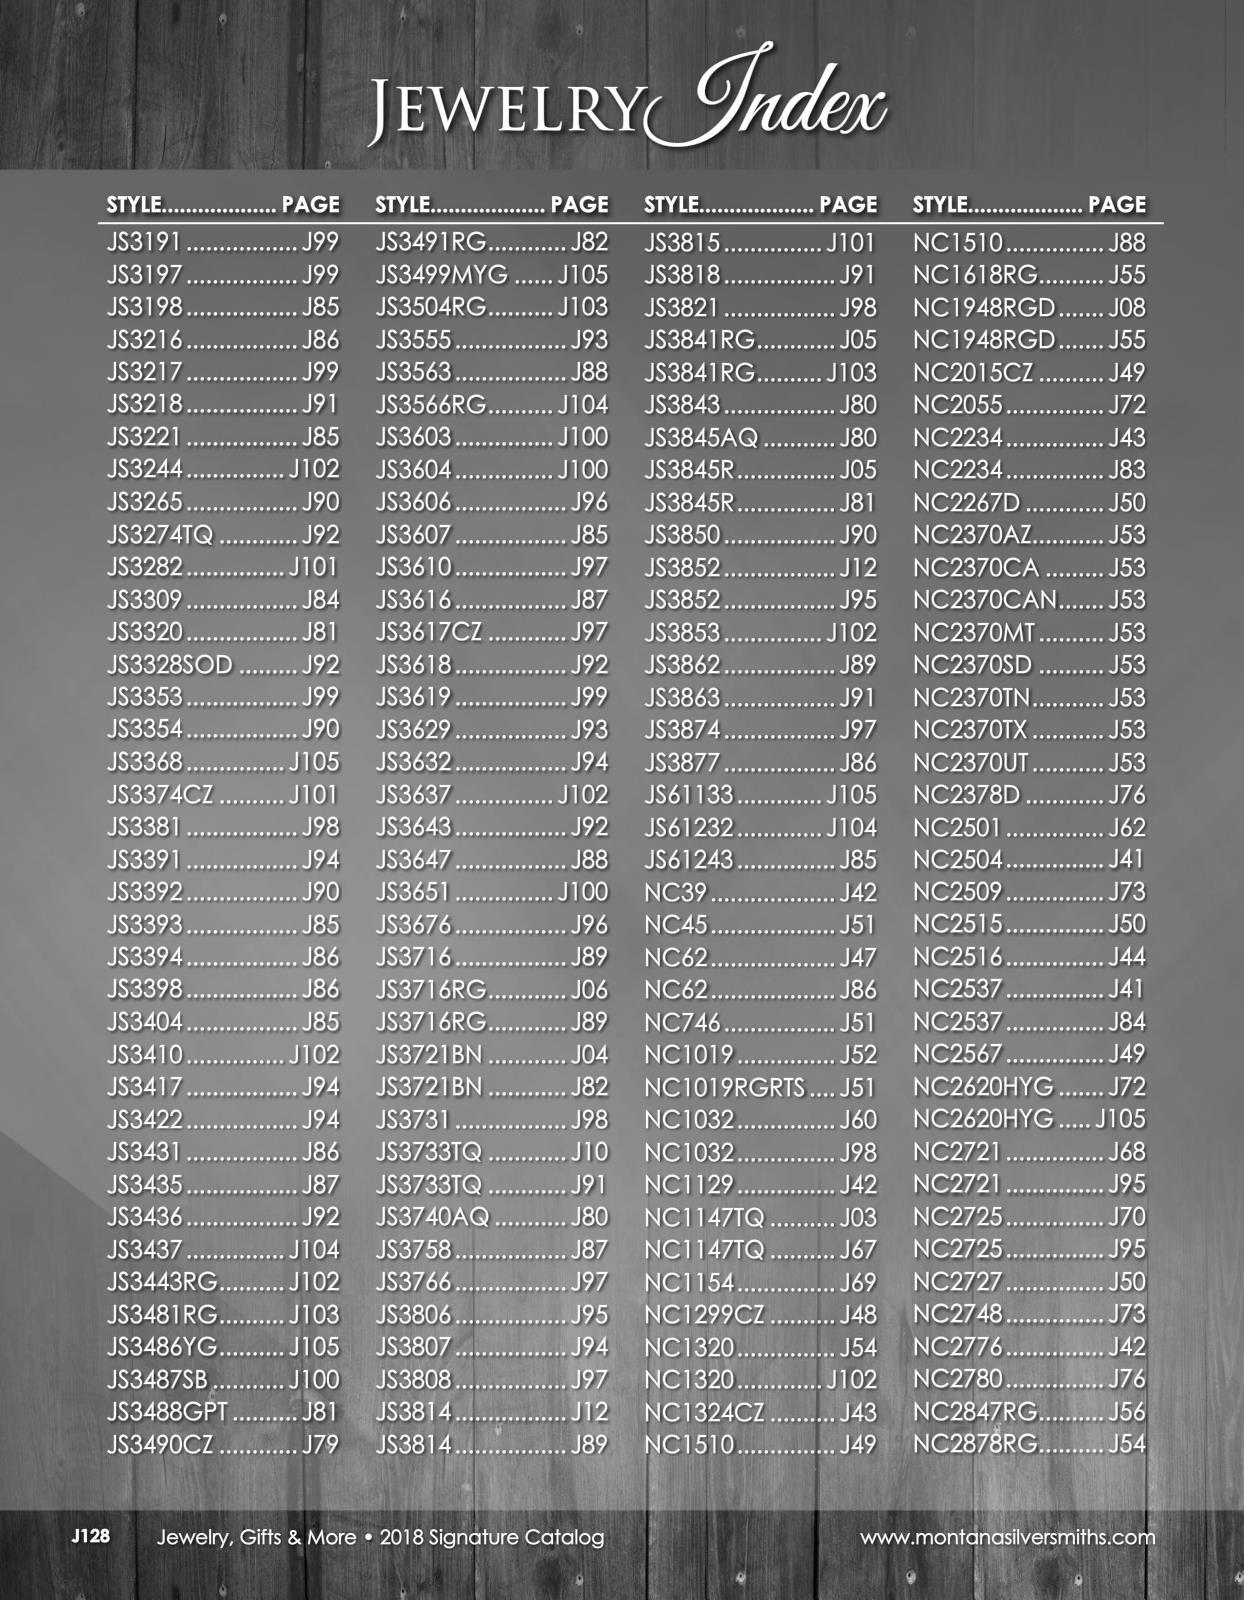 JEWELRY Index
STYLE................... PAGE
JS3191.................. J99
JS3197.................. J99
JS3198.................. J85
JS3216.................. J86
JS3217.................. J99
JS3218.................. J91
JS3221.................. J85
JS3244................ J102
JS3265.................. J90
JS3274TQ ............. J92
JS3282................ J101
JS3309.................. J84
JS3320.................. J81
JS3328SOD .......... J92
JS3353.................. J99
JS3354.................. J90
JS3368................ J105
JS3374CZ ........... J101
JS3381.................. J98
JS3391.................. J94
JS3392.................. J90
JS3393.................. J85
JS3394.................. J86
JS3398.................. J86
JS3404.................. J85
JS3410................ J102
JS3417.................. J94
JS3422.................. J94
JS3431.................. J86
JS3435.................. J87
JS3436.................. J92
JS3437................ J104
JS3443RG........... J102
JS3481RG........... J103
JS3486YG........... J105
JS3487SB ........... J100
JS3488GPT ........... J81
JS3490CZ ............. J79
STYLE................... PAGE
JS3491RG............. J82
JS3499MYG ...... J105
JS3504RG........... J103
JS3555.................. J93
JS3563.................. J88
JS3566RG........... J104
JS3603................ J100
JS3604................ J100
JS3606.................. J96
JS3607.................. J85
JS3610.................. J97
JS3616.................. J87
JS3617CZ ............. J97
JS3618.................. J92
JS3619.................. J99
JS3629.................. J93
JS3632.................. J94
JS3637................ J102
JS3643.................. J92
JS3647.................. J88
JS3651................ J100
JS3676.................. J96
JS3716.................. J89
JS3716RG............. J06
JS3716RG............. J89
JS3721BN ............. J04
JS3721BN ............. J82
JS3731.................. J98
JS3733TQ ............. J10
JS3733TQ ............. J91
JS3740AQ ............ J80
JS3758.................. J87
JS3766.................. J97
JS3806.................. J95
JS3807.................. J94
JS3808.................. J97
JS3814.................. J12
JS3814.................. J89
STYLE................... PAGE
JS3815................ J101
JS3818.................. J91
JS3821.................. J98
JS3841RG............. J05
JS3841RG........... J103
JS3843.................. J80
JS3845AQ ............ J80
JS3845R................ J05
JS3845R................ J81
JS3850.................. J90
JS3852.................. J12
JS3852.................. J95
JS3853................ J102
JS3862.................. J89
JS3863.................. J91
JS3874.................. J97
JS3877.................. J86
JS61133.............. J105
JS61232.............. J104
JS61243................ J85
NC39.................... J42
NC45.................... J51
NC62.................... J47
NC62.................... J86
NC746.................. J51
NC1019................ J52
NC1019RGRTS .... J51
NC1032................ J60
NC1032................ J98
NC1129................ J42
NC1147TQ ........... J03
NC1147TQ ........... J67
NC1154................ J69
NC1299CZ ........... J48
NC1320................ J54
NC1320.............. J102
NC1324CZ ........... J43
NC1510................ J49
STYLE................... PAGE
NC1510................ J88
NC1618RG........... J55
NC1948RGD....... J08
NC1948RGD....... J55
NC2015CZ ........... J49
NC2055................ J72
NC2234................ J43
NC2234................ J83
NC2267D ............. J50
NC2370AZ............ J53
NC2370CA .......... J53
NC2370CAN....... J53
NC2370MT ........... J53
NC2370SD ............ J53
NC2370TN............ J53
NC2370TX ............ J53
NC2370UT ............ J53
NC2378D ............. J76
NC2501................ J62
NC2504................ J41
NC2509................ J73
NC2515................ J50
NC2516................ J44
NC2537................ J41
NC2537................ J84
NC2567................ J49
NC2620HYG ....... J72
NC2620HYG ..... J105
NC2721................ J68
NC2721................ J95
NC2725................ J70
NC2725................ J95
NC2727................ J50
NC2748................ J73
NC2776................ J42
NC2780................ J76
NC2847RG........... J56
NC2878RG........... J54
J128 Jewelry, Gifts & More • 2018 Signature Catalog www.montanasilversmiths.com